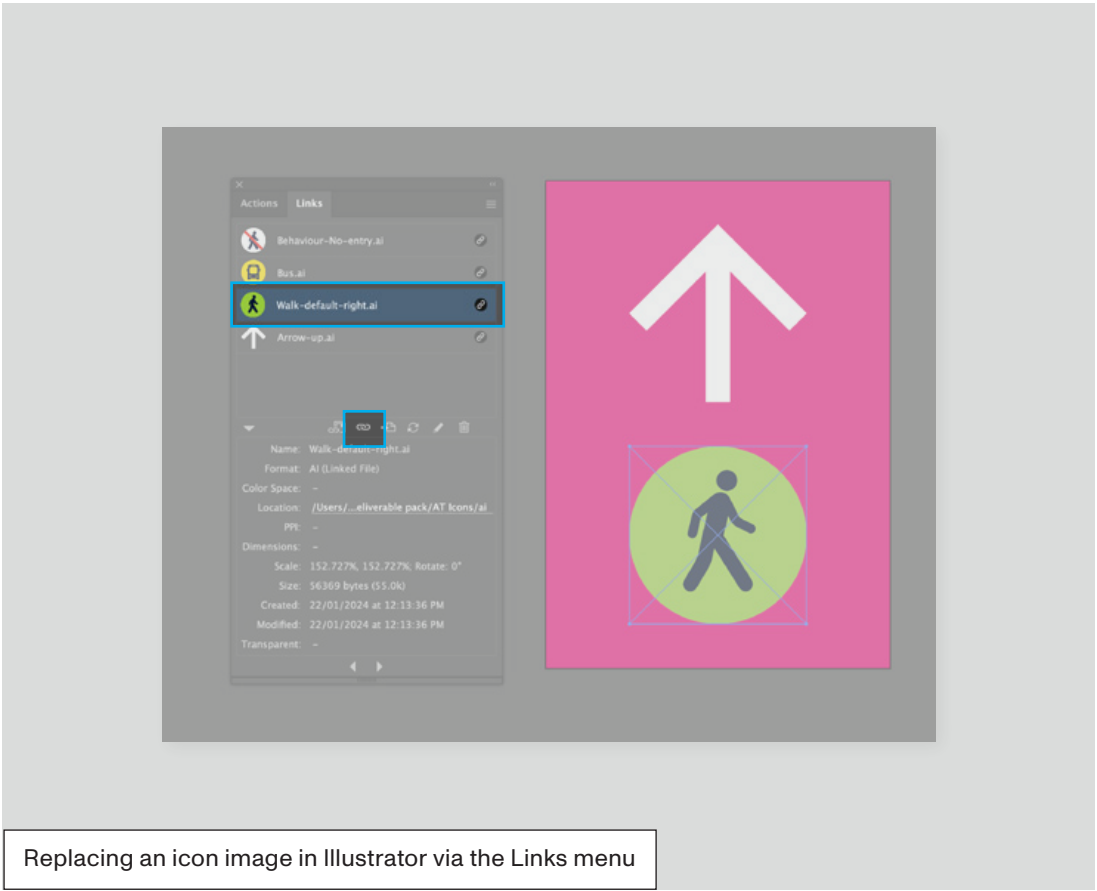 Actions Links
Behaviour-No-entry.ai
Bus.ai
Walk-default-right.ai
Arrow-up.ai
Name: Walk-default-right.ai
Format: AI (Linked File)
Color Space: –
Location: /Users/...eliverable pack/AT Icons/ai
PPI: –
Dimensions: –
Scale: 152.727%, 152.727%; Rotate: 0°
Size: 56369 bytes (55.0k)
Created: 22/01/2024 at 12:13:36 PM
Modified: 22/01/2024 at 12:13:36 PM
Transparent: –
Replacing an icon image in Illustrator via the Links menu